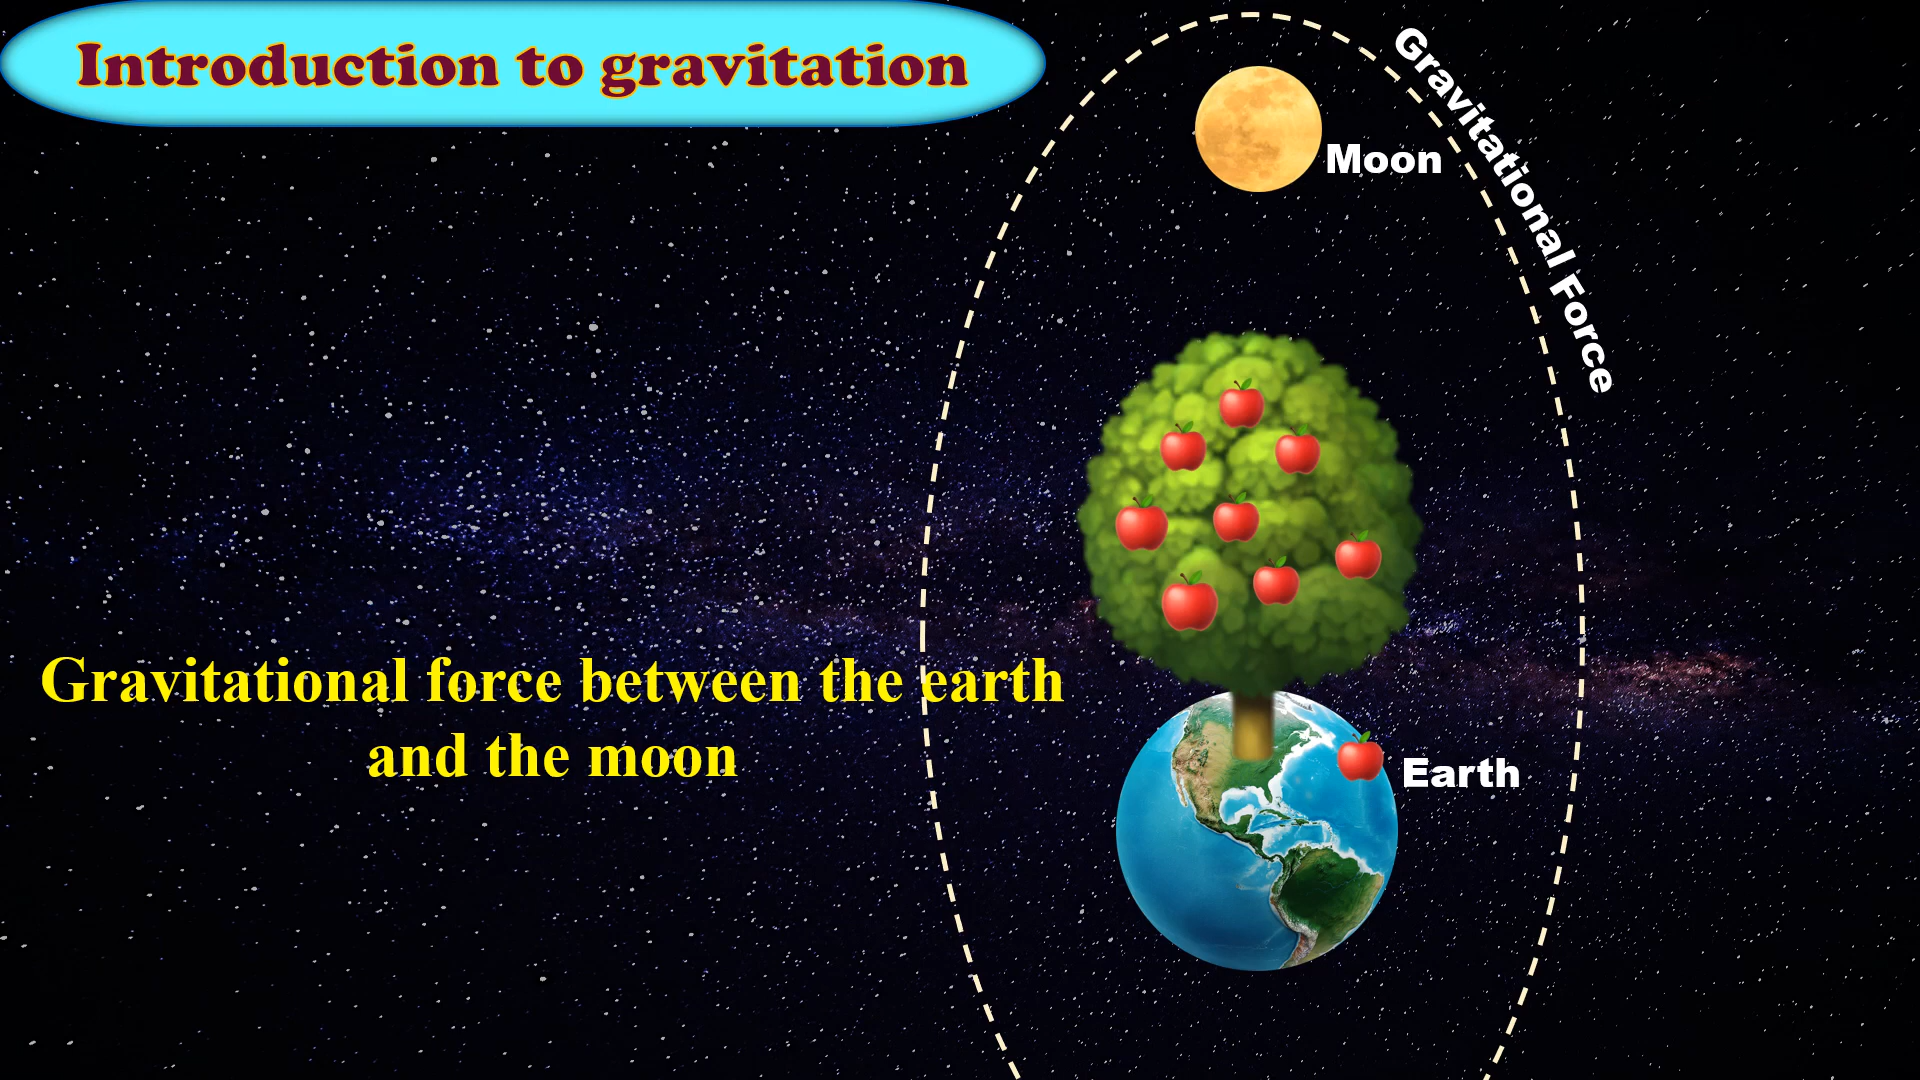 Introduction to gravitation
Gravitational Force
Moon
Gravitational force between the earth
and the moon
Earth